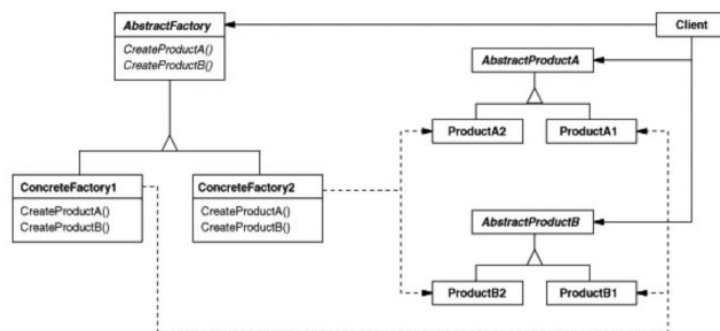 AbstractFactory
CreateProductA()
CreateProductB()
Client
AbstractProductA
ProductA2
ProductA1
ConcreteFactory1
CreateProductA()
CreateProductB()
ConcreteFactory2
CreateProductA()
CreateProductB()
AbstractProductB
ProductB2
ProductB1